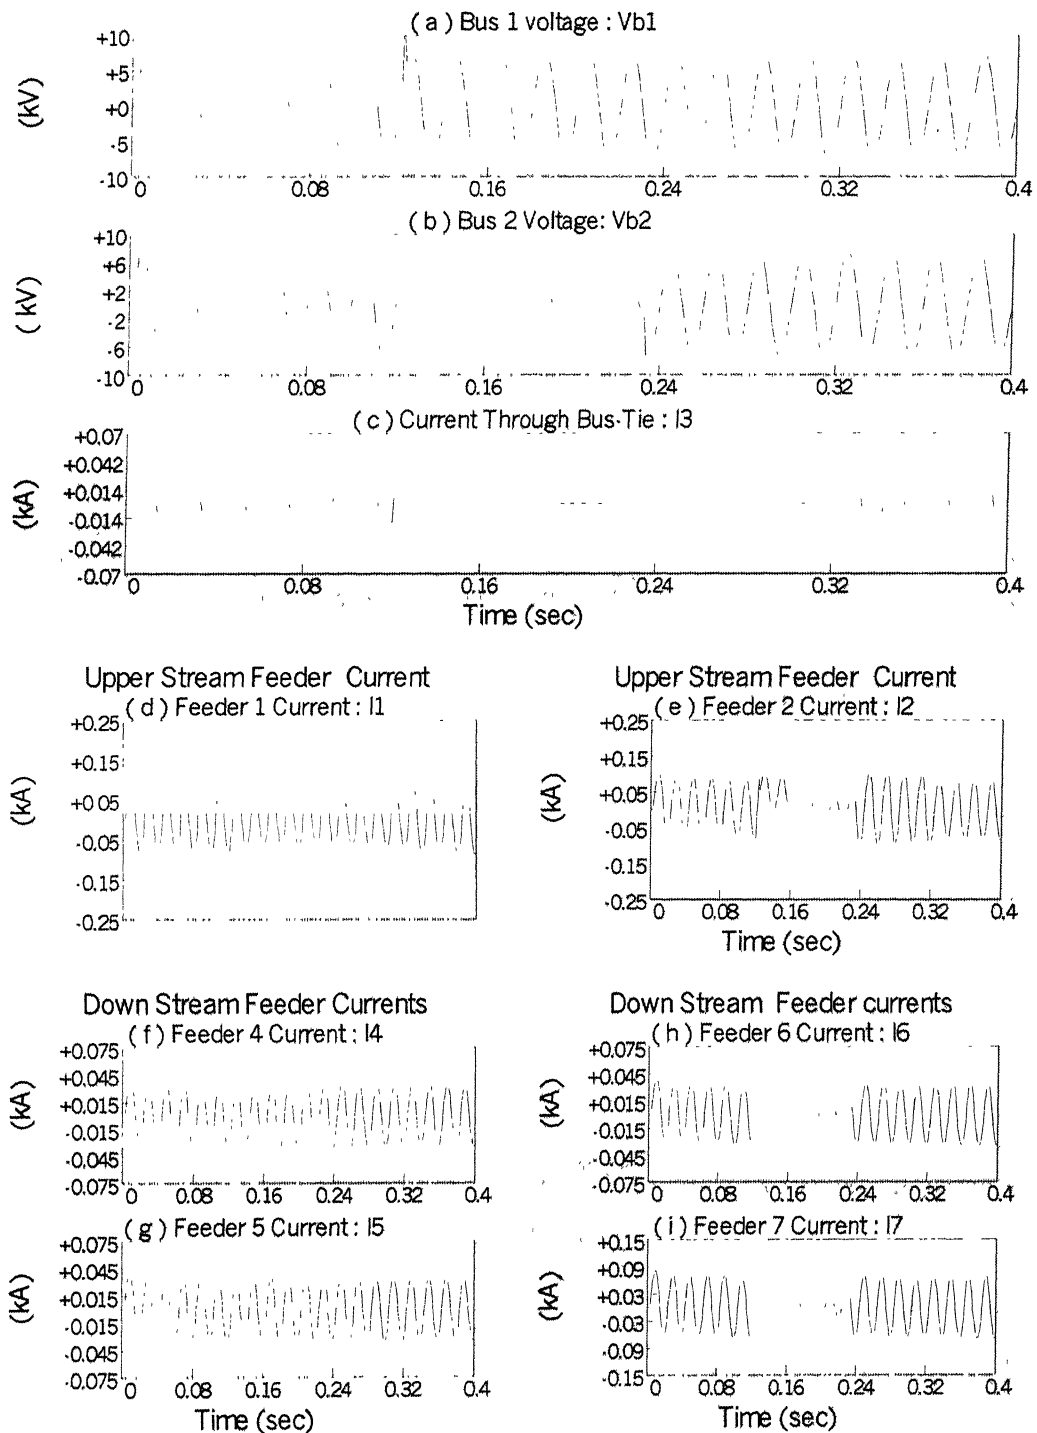 ( a ) Bus 1 voltage : Vb1
+10
+5
+0
-5
-10
(kV)
0 0.08 0.16 0.24 0.32 0.4
( b ) Bus 2 Voltage: Vb2
+10
+6
+2
-2
-6
-10
( kV)
0 0.08 0.16 0.24 0.32 0.4
( c ) Current Through Bus-Tie : I3
+0.07
+0.042
+0.014
-0.014
-0.042
-0.07
(kA)
0 0.08 0.16 0.24 0.32 0.4
Time (sec)
Upper Stream Feeder Current
( d ) Feeder 1 Current : I1
+0.25
+0.15
+0.05
-0.05
-0.15
-0.25
(kA)
Upper Stream Feeder Current
( e ) Feeder 2 Current : I2
+0.25
+0.15
+0.05
-0.05
-0.15
-0.25
(kA)
0 0.08 0.16 0.24 0.32 0.4
Time (sec)
Down Stream Feeder Currents
( f ) Feeder 4 Current : I4
+0.075
+0.045
+0.015
-0.015
-0.045
-0.075
(kA)
0 0.08 0.16 0.24 0.32 0.4
( g ) Feeder 5 Current : I5
+0.075
+0.045
+0.015
-0.015
-0.045
-0.075
(kA)
0 0.08 0.16 0.24 0.32 0.4
Time (sec)
Down Stream Feeder currents
( h ) Feeder 6 Current : I6
+0.075
+0.045
+0.015
-0.015
-0.045
-0.075
(kA)
0 0.08 0.16 0.24 0.32 0.4
( i ) Feeder 7 Current : I7
+0.15
+0.09
+0.03
-0.03
-0.09
-0.15
(kA)
0 0.08 0.16 0.24 0.32 0.4
Time (sec)